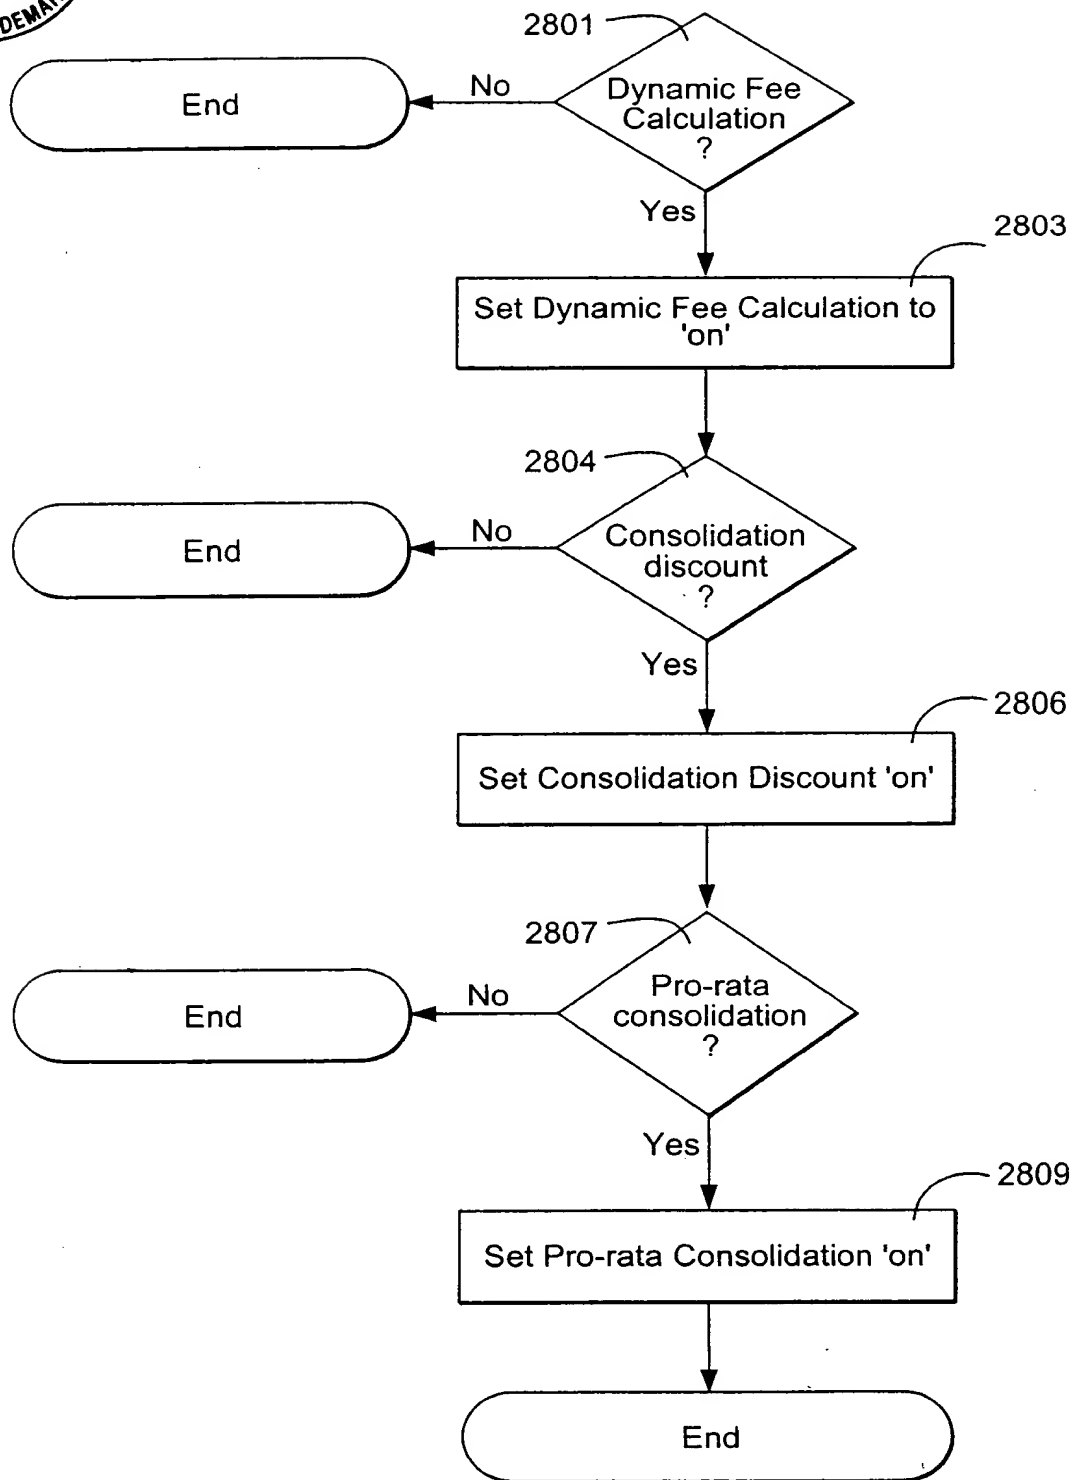 2801
Dynamic Fee
Calculation
?
No
End
Yes
2803
Set Dynamic Fee Calculation to
'on'
2804
Consolidation
discount
?
No
End
Yes
2806
Set Consolidation Discount 'on'
2807
Pro-rata
consolidation
?
No
End
Yes
2809
Set Pro-rata Consolidation 'on'
End